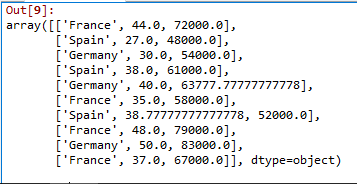 Out[9]:
array([['France', 44.0, 72000.0],
['Spain', 27.0, 48000.0],
['Germany', 30.0, 54000.0],
['Spain', 38.0, 61000.0],
['Germany', 40.0, 63777.77777777778],
['France', 35.0, 58000.0],
['Spain', 38.77777777777778, 52000.0],
['France', 48.0, 79000.0],
['Germany', 50.0, 83000.0],
['France', 37.0, 67000.0]], dtype=object)